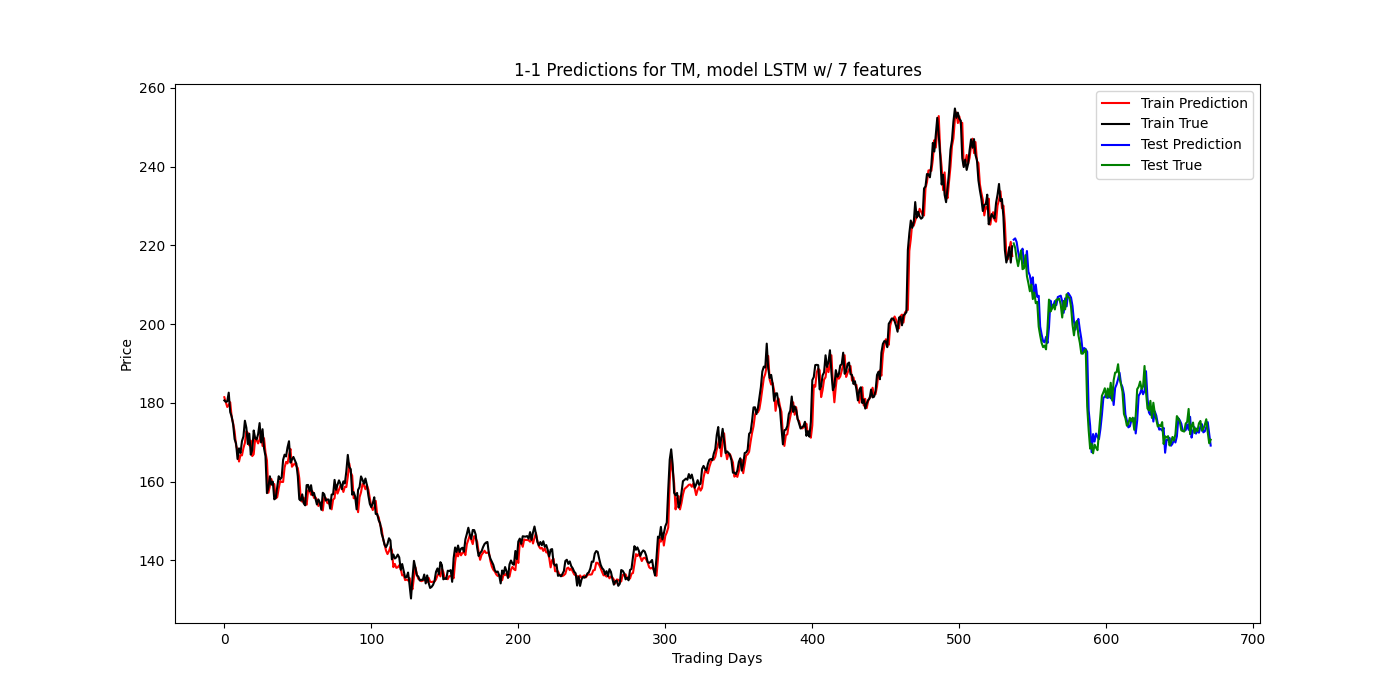 1-1 Predictions for TM, model LSTM w/ 7 features
260
240
220
200
180
160
140
Price
Train Prediction
Train True
Test Prediction
Test True
0 100 200 300 400 500 600 700
Trading Days